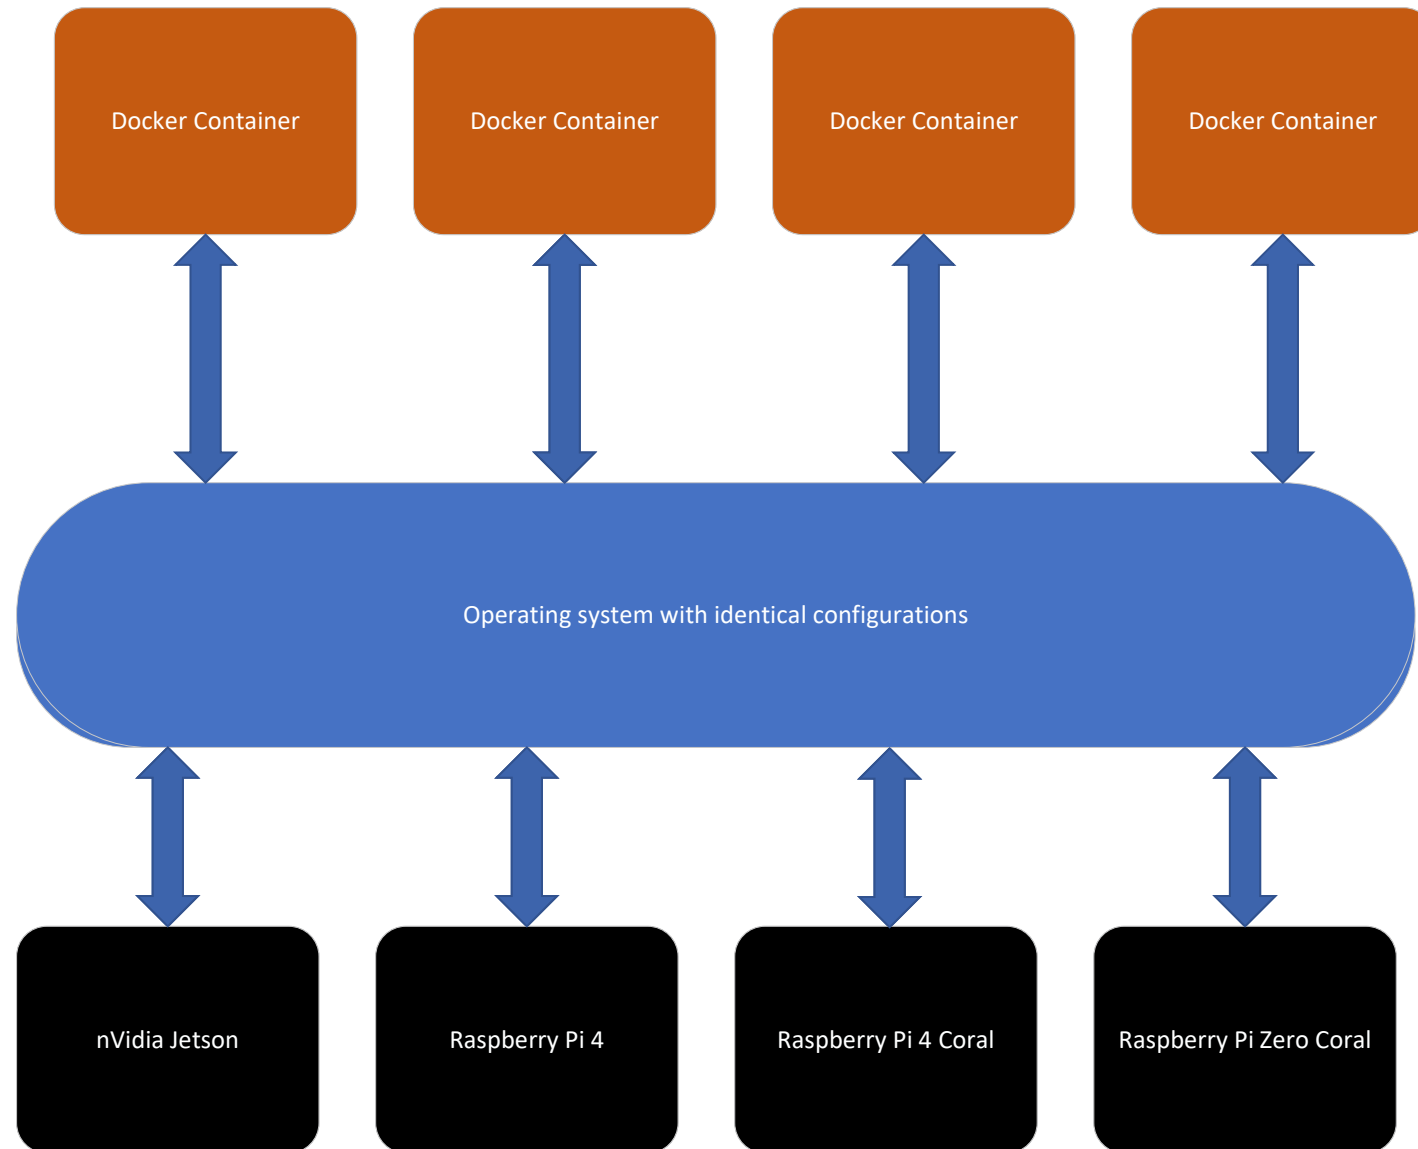 Docker Container
Docker Container
Docker Container
Docker Container
Operating system with identical configurations
nVidia Jetson
Raspberry Pi 4
Raspberry Pi 4 Coral
Raspberry Pi Zero Coral